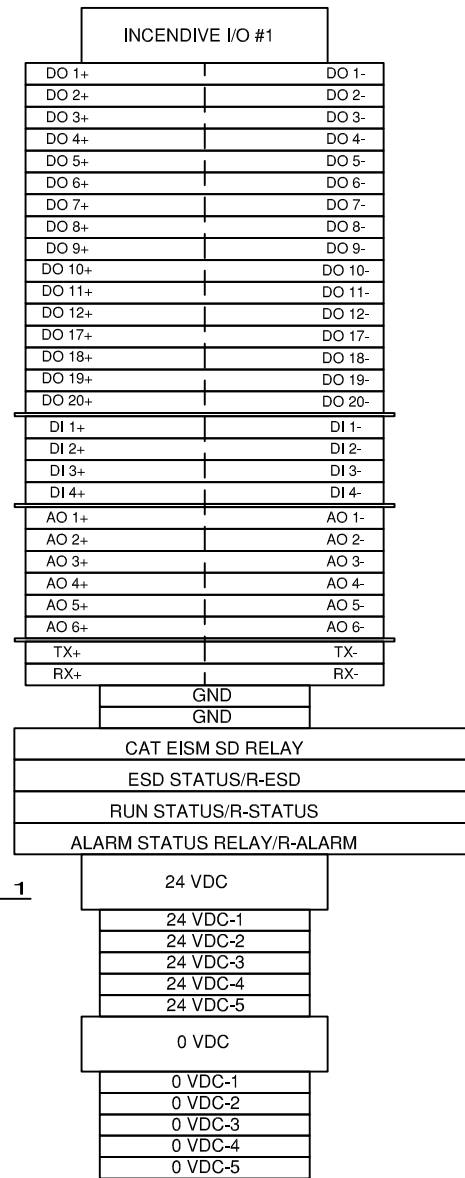 INCENDIVE I/O #1
DO 1+ DO 1-
DO 2+ DO 2-
DO 3+ DO 3-
DO 4+ DO 4-
DO 5+ DO 5-
DO 6+ DO 6-
DO 7+ DO 7-
DO 8+ DO 8-
DO 9+ DO 9-
DO 10+ DO 10-
DO 11+ DO 11-
DO 12+ DO 12-
DO 17+ DO 17-
DO 18+ DO 18-
DO 19+ DO 19-
DO 20+ DO 20-
DI 1+ DI 1-
DI 2+ DI 2-
DI 3+ DI 3-
DI 4+ DI 4-
AO 1+ AO 1-
AO 2+ AO 2-
AO 3+ AO 3-
AO 4+ AO 4-
AO 5+ AO 5-
AO 6+ AO 6-
TX+ TX-
RX+ RX-
GND
GND
CAT EISM SD RELAY
ESD STATUS/R-ESD
RUN STATUS/R-STATUS
ALARM STATUS RELAY/R-ALARM
24 VDC
1
24 VDC-1
24 VDC-2
24 VDC-3
24 VDC-4
24 VDC-5
0 VDC
0 VDC-1
0 VDC-2
0 VDC-3
0 VDC-4
0 VDC-5